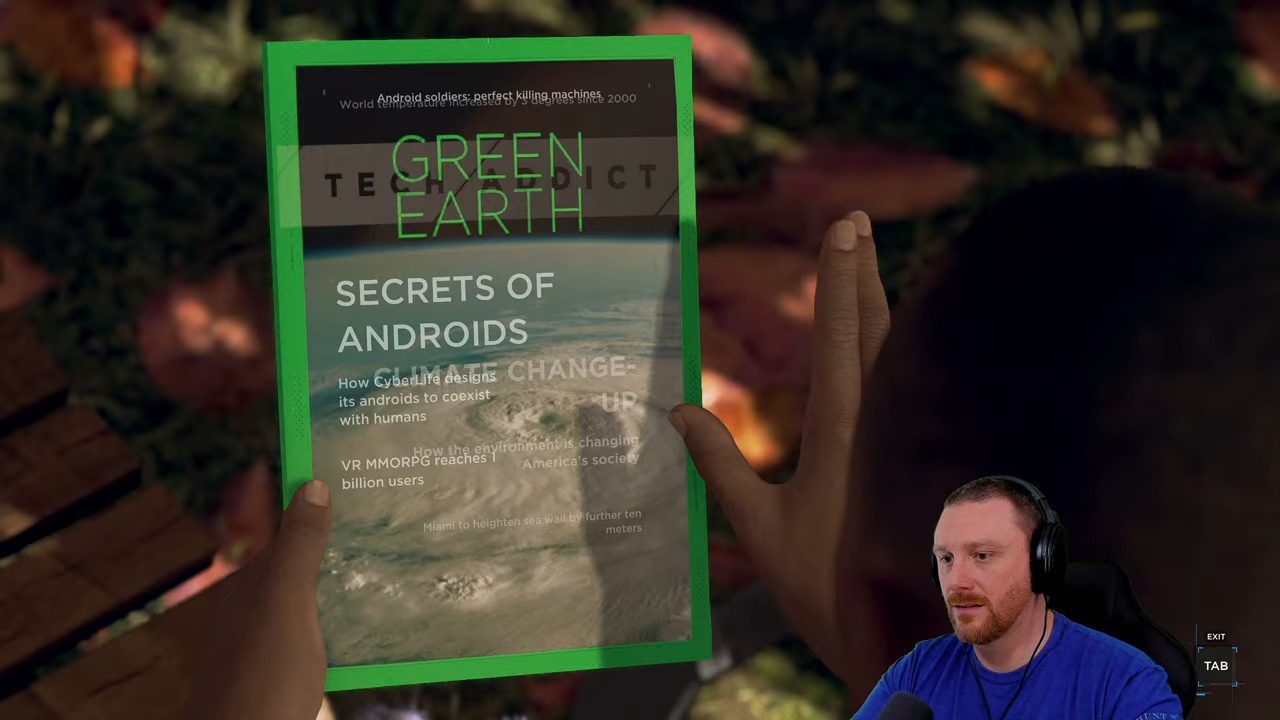 Android soldiers: perfect killing machines
World temperature increased by 3 degrees since 2000
GREEN
TECH/ADDICT
EARTH
SECRETS OF
ANDROIDS
CLIMATE CHANGE-
UP
How CyberLife designs
its androids to coexist
with humans
How the environment is changing
America's society
VR MMORPG reaches 1
billion users
Miami to heighten sea wall by further ten
meters
EXIT
TAB